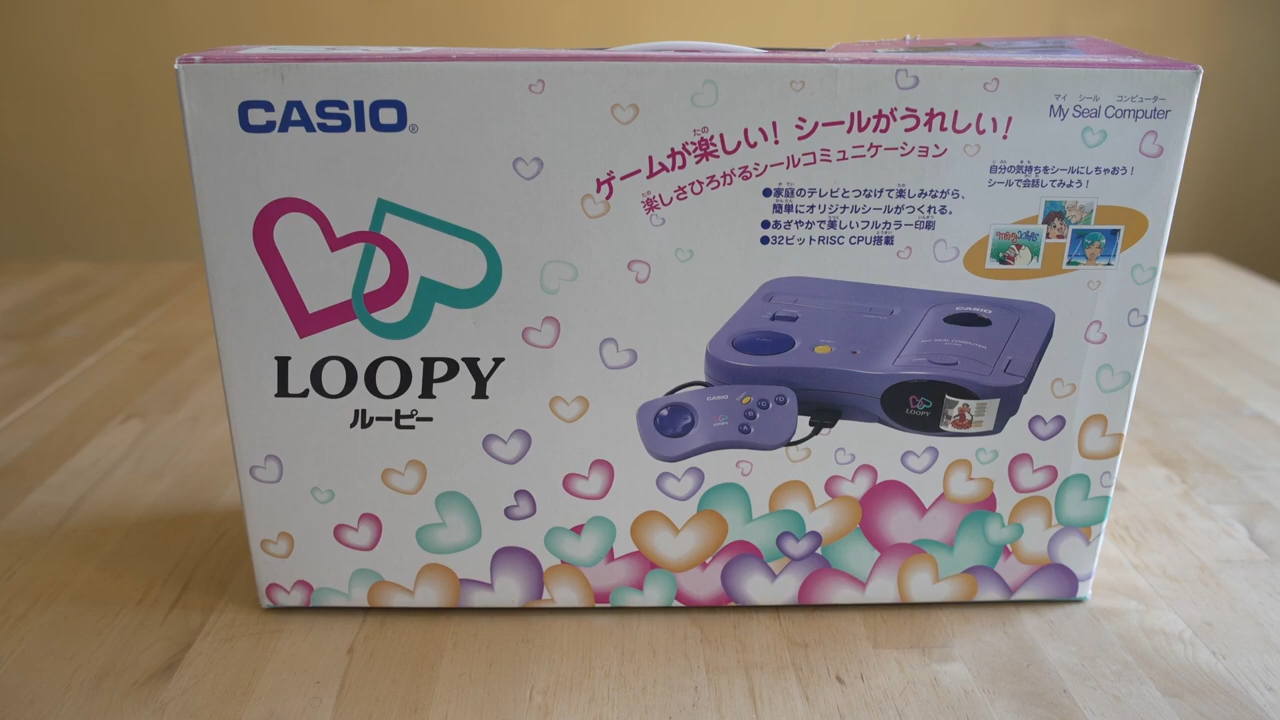 CASIO®
マイ シール コンピューター
My Seal Computer
ゲームが楽しい! シールがうれしい!
楽しさひろがるシールコミュニケーション
自分の気持ちをシールにしちゃおう!
シールで会話してみよう!
●家庭のテレビとつなげて楽しみながら、
簡単にオリジナルシールがつくれる。
●あざやかで美しいフルカラー印刷
●32ビットRISC CPU搭載
LOOPY
ルーピー
CASIO
MY SEAL COMPUTER
CASIO
LOOPY
D
C
B
A
LOOPY